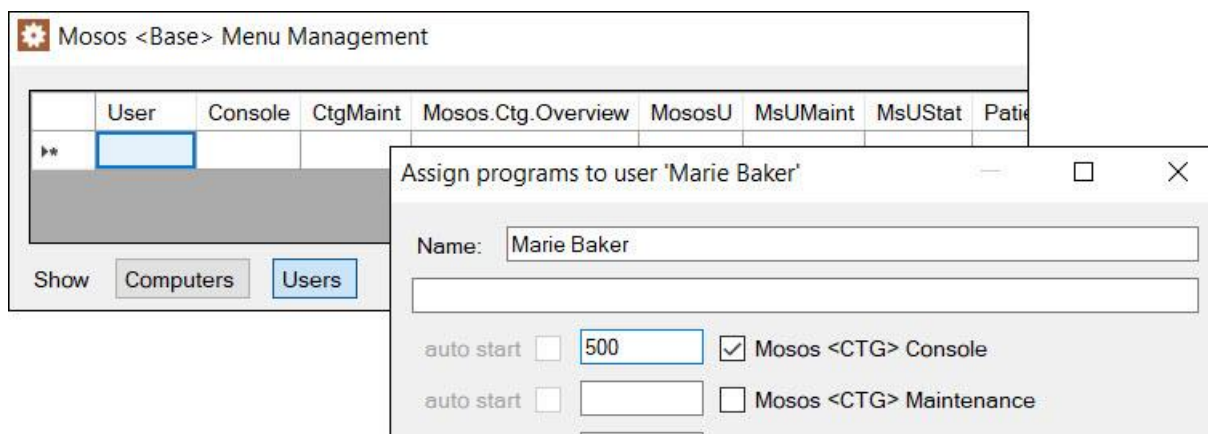 Mosos <Base> Menu Management
User Console CtgMaint Mosos.Ctg.Overview MososU MsUMaint MsUStat Patie
Assign programs to user 'Marie Baker'
Name: Marie Baker
Show Computers Users
auto start 500 Mosos <CTG> Console
auto start Mosos <CTG> Maintenance